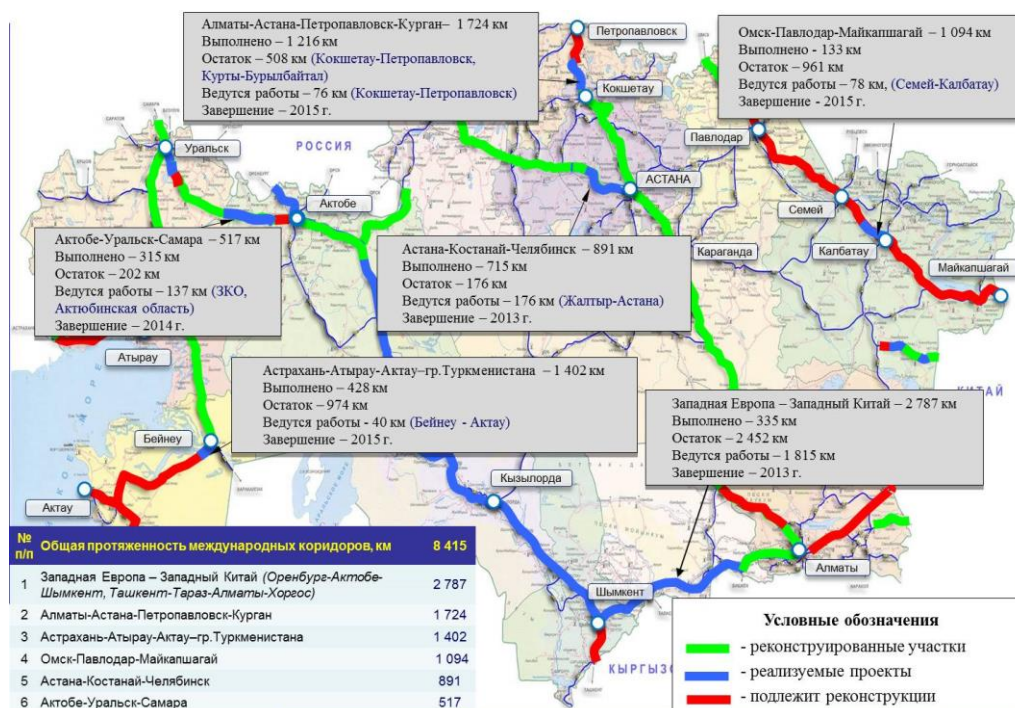 Алматы-Астана-Петропавловск-Курган– 1 724 км
Выполнено – 1 216 км
Остаток – 508 км (Кокшетау-Петропавловск,
Курты-Бурылбайтал)
Ведутся работы – 76 км (Кокшетау-Петропавловск)
Завершение – 2015 г.
Петропавловск
Омск-Павлодар-Майкапшагай – 1 094 км
Выполнено - 133 км
Остаток – 961 км
Ведутся работы – 78 км, (Семей-Калбатау)
Завершение - 2015 г.
Кокшетау
Уральск
РОССИЯ
Павлодар
АСТАНА
Актобе
Семей
Актобе-Уральск-Самара – 517 км
Выполнено – 315 км
Остаток – 202 км
Ведутся работы – 137 км (ЗКО,
Актюбинская область)
Завершение – 2014 г.
Астана-Костанай-Челябинск – 891 км
Выполнено – 715 км
Остаток – 176 км
Ведутся работы – 176 км (Жалтыр-Астана)
Завершение – 2013 г.
Караганда
Калбатау
Майкапшагай
Атырау
Астрахань-Атырау-Актау–гр.Туркменистана – 1 402 км
Выполнено – 428 км
Остаток – 974 км
Ведутся работы - 40 км (Бейнеу - Актау)
Завершение – 2015 г.
КИТАЙ
Западная Европа – Западный Китай – 2 787 км
Выполнено – 335 км
Остаток – 2 452 км
Ведутся работы – 1 815 км
Завершение – 2013 г.
Бейнеу
Актау
Кызылорда
Алматы
Шымкент
КЫРГЫЗ
№ п/п Общая протяженность международных коридоров, км 8 415
1 Западная Европа – Западный Китай (Оренбург-Актобе-
Шымкент, Ташкент-Тараз-Алматы-Хоргос) 2 787
2 Алматы-Астана-Петропавловск-Курган 1 724
3 Астрахань-Атырау-Актау–гр.Туркменистана 1 402
4 Омск-Павлодар-Майкапшагай 1 094
5 Астана-Костанай-Челябинск 891
6 Актобе-Уральск-Самара 517
Условные обозначения
- реконструированные участки
- реализуемые проекты
- подлежит реконструкции